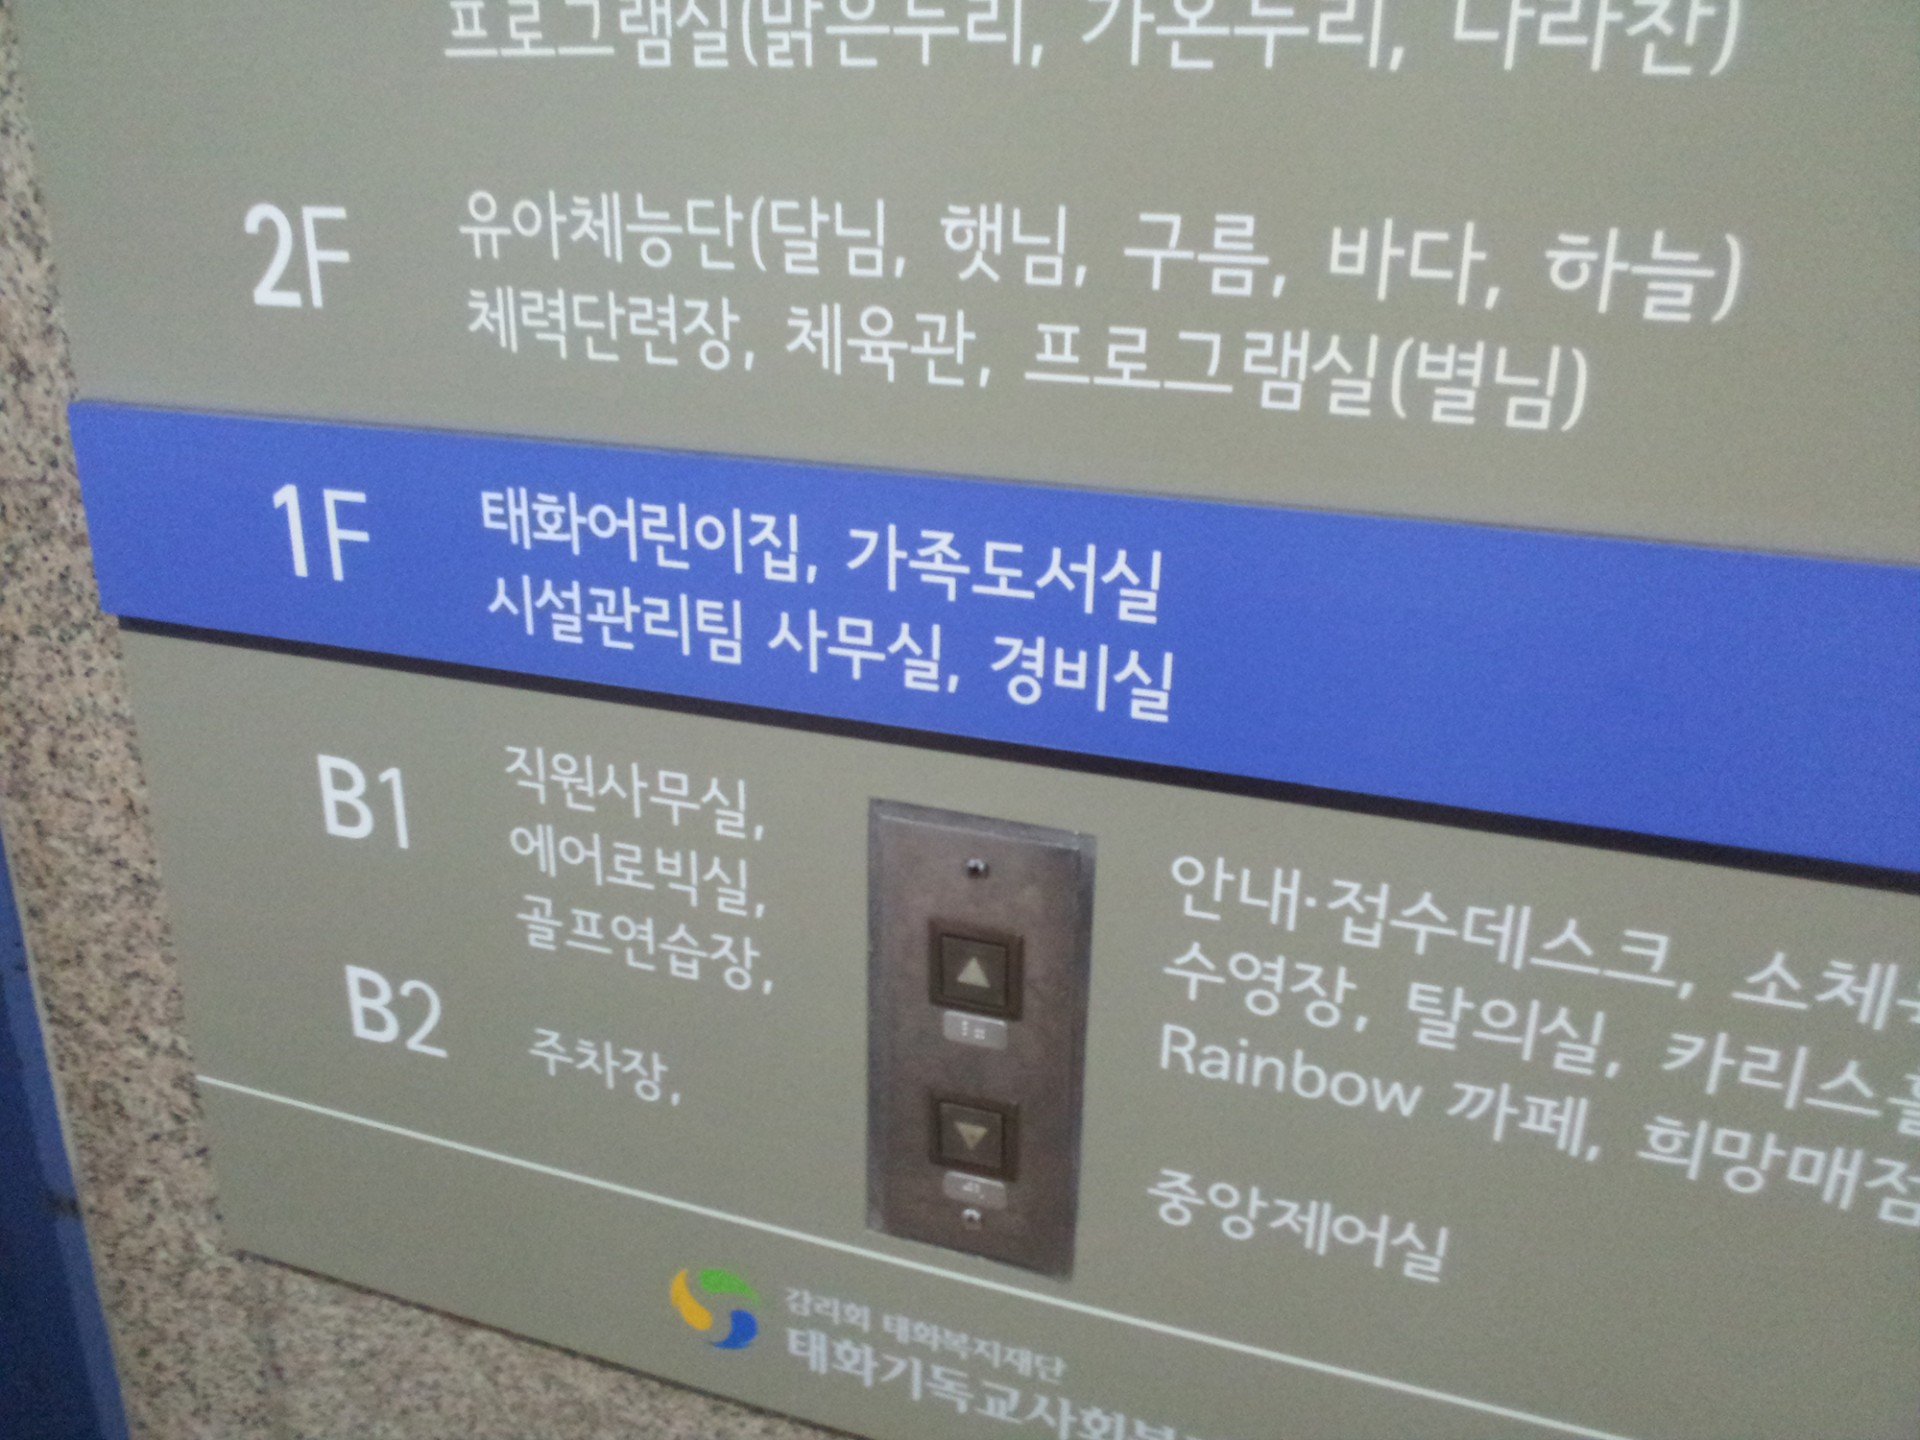 프로그램실(맑은누리, 가온누리, 나라찬)
2F 유아체능단(달님, 햇님, 구름, 바다, 하늘)
체력단련장, 체육관, 프로그램실(별님)
1F 태화어린이집, 가족도서실
시설관리팀 사무실, 경비실
B1 직원사무실,
에어로빅실,
골프연습장,
안내·접수데스크, 소체
수영장, 탈의실, 카리스홀
Rainbow 까페, 희망매점
B2 주차장,
중앙제어실
감리회 태화복지재단
태화기독교사회복